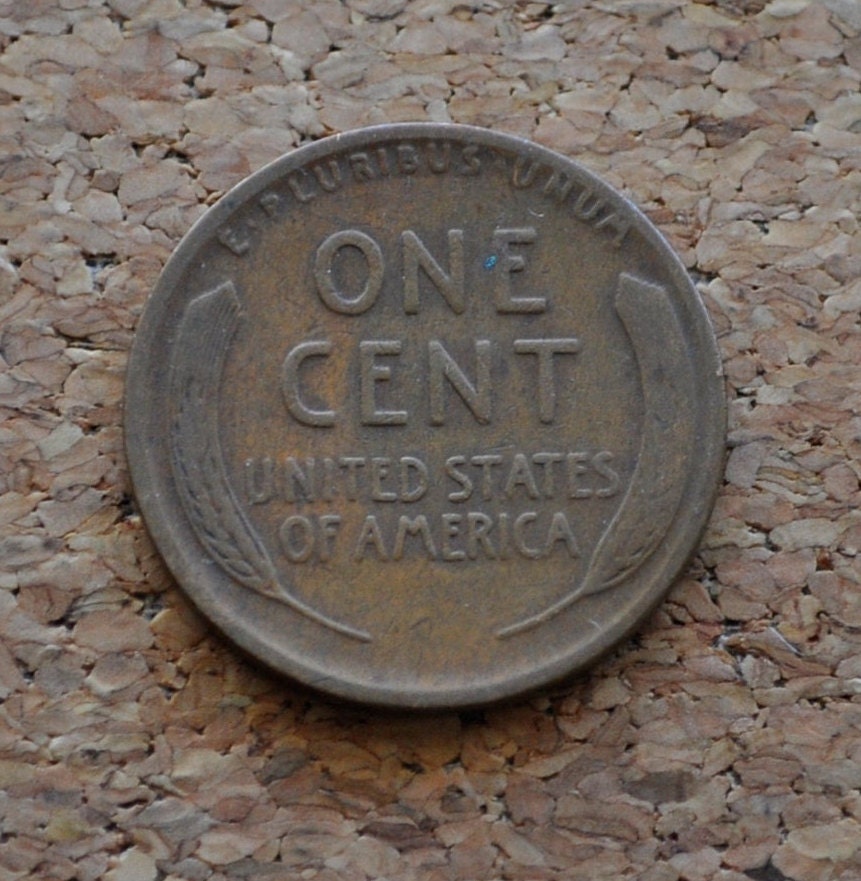 E·PLURIBUS·UNUM
ONE
CENT
UNITED STATES
OF AMERICA